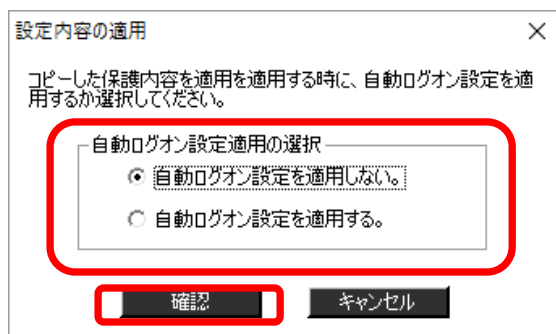 設定内容の適用
コピーした保護内容を適用を適用する時に、自動ログオン設定を適
用するか選択してください。
自動ログオン設定適用の選択
自動ログオン設定を適用しない。
自動ログオン設定を適用する。
確認 キャンセル